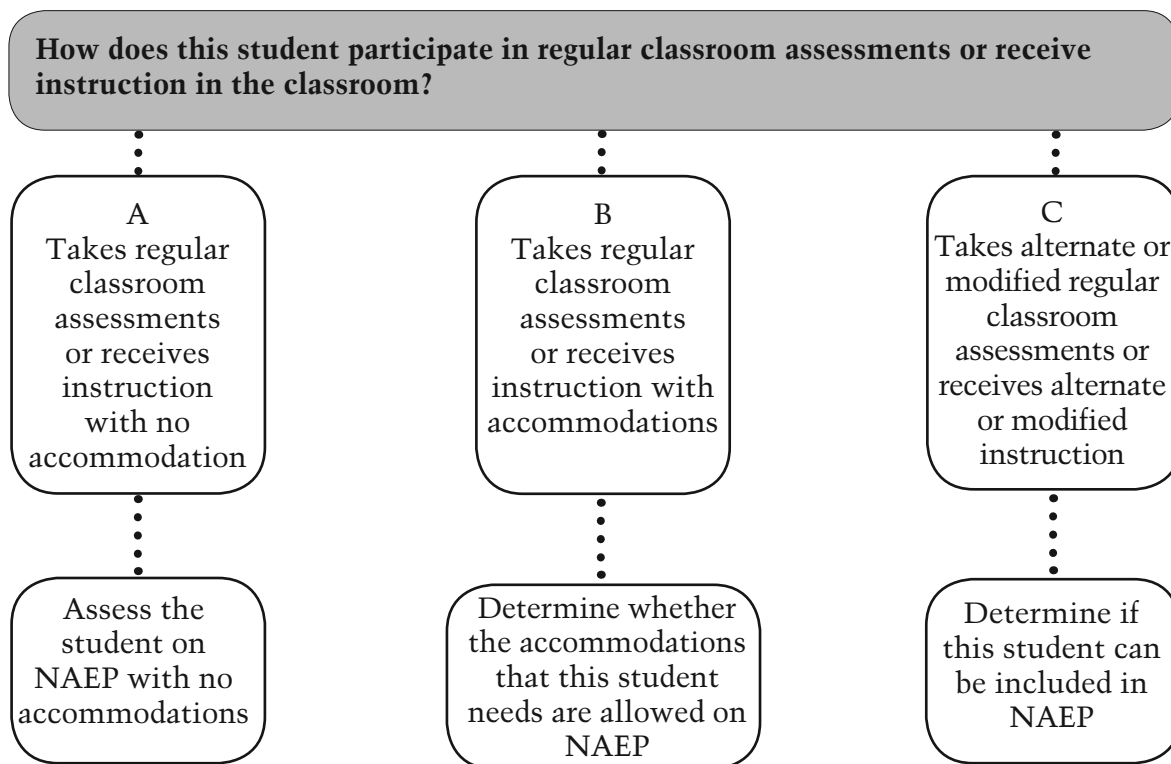 How does this student participate in regular classroom assessments or receive
instruction in the classroom?
A
Takes regular
classroom
assessments
or receives
instruction
with no
accommodation
B
Takes regular
classroom
assessments
or receives
instruction with
accommodations
C
Takes alternate or
modified regular
classroom
assessments or
receives alternate
or modified
instruction
Assess the
student on
NAEP with no
accommodations
Determine whether
the accommodations
that this student
needs are allowed on
NAEP
Determine if
this student can
be included in
NAEP